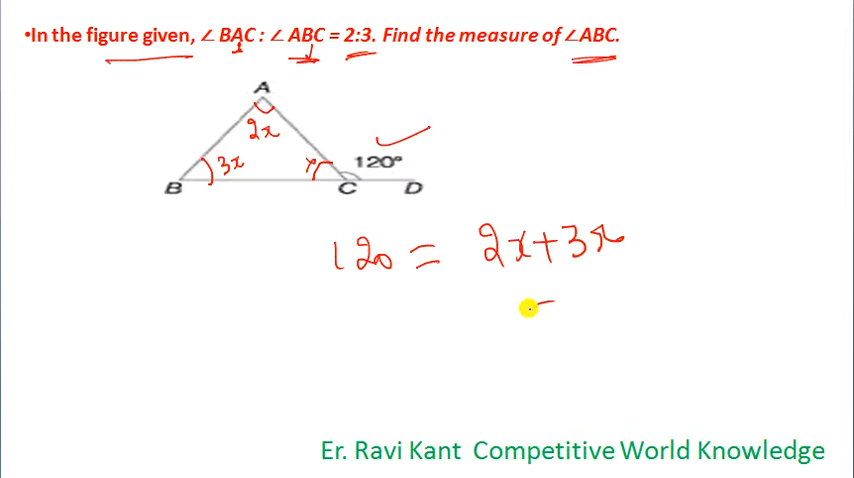 •In the figure given, ∠BAC : ∠ABC = 2:3. Find the measure of ∠ABC.
A
2x
3x
120°
B
C
D
120 = 2x+3x
Er. Ravi Kant Competitive World Knowledge